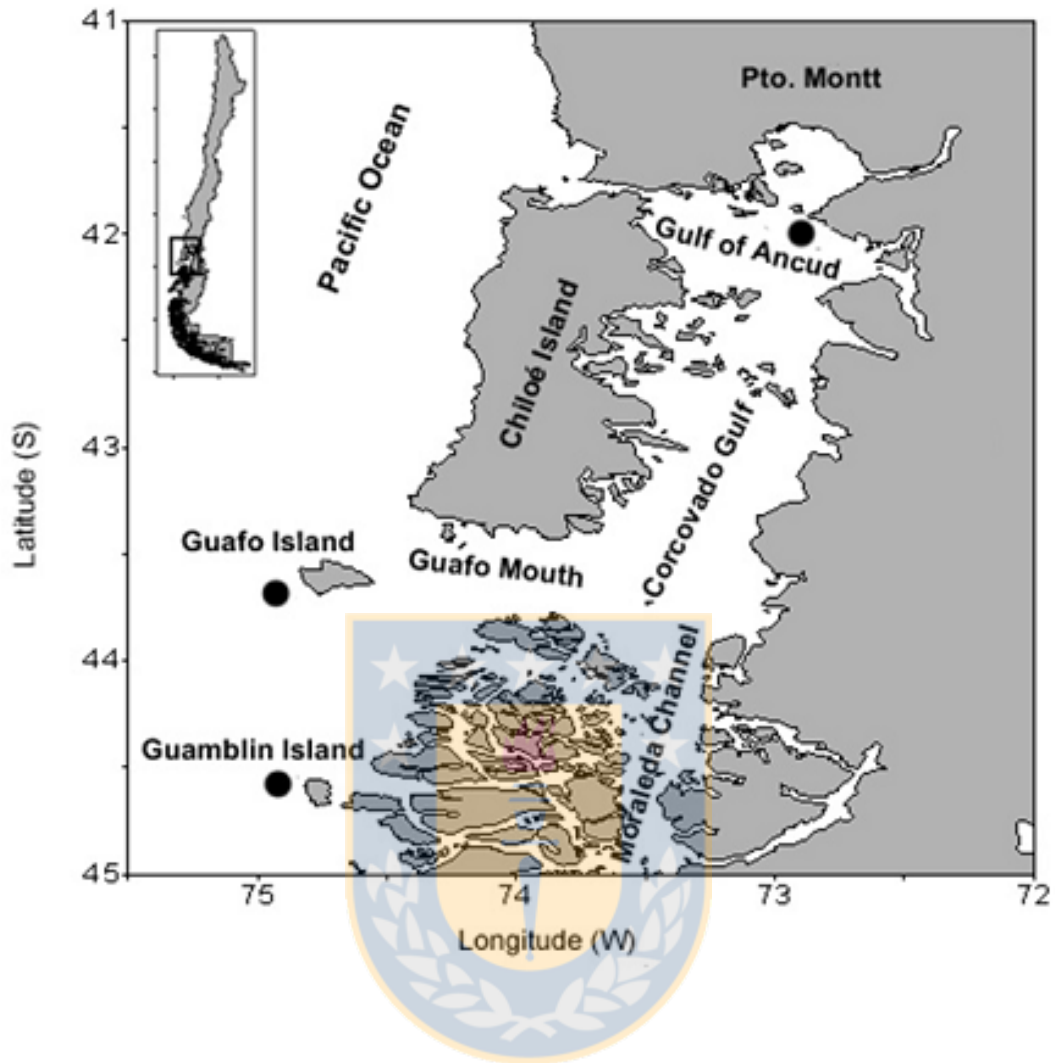 41
Pto. Montt
Pacific Ocean
42
Gulf of Ancud
Chiloé Island
Latitude (S)
43
Corcovado Gulf
Guafo Island
Guafo Mouth
44
Moraleda Channel
Guamblin Island
45
75
74
73
72
Longitude (W)